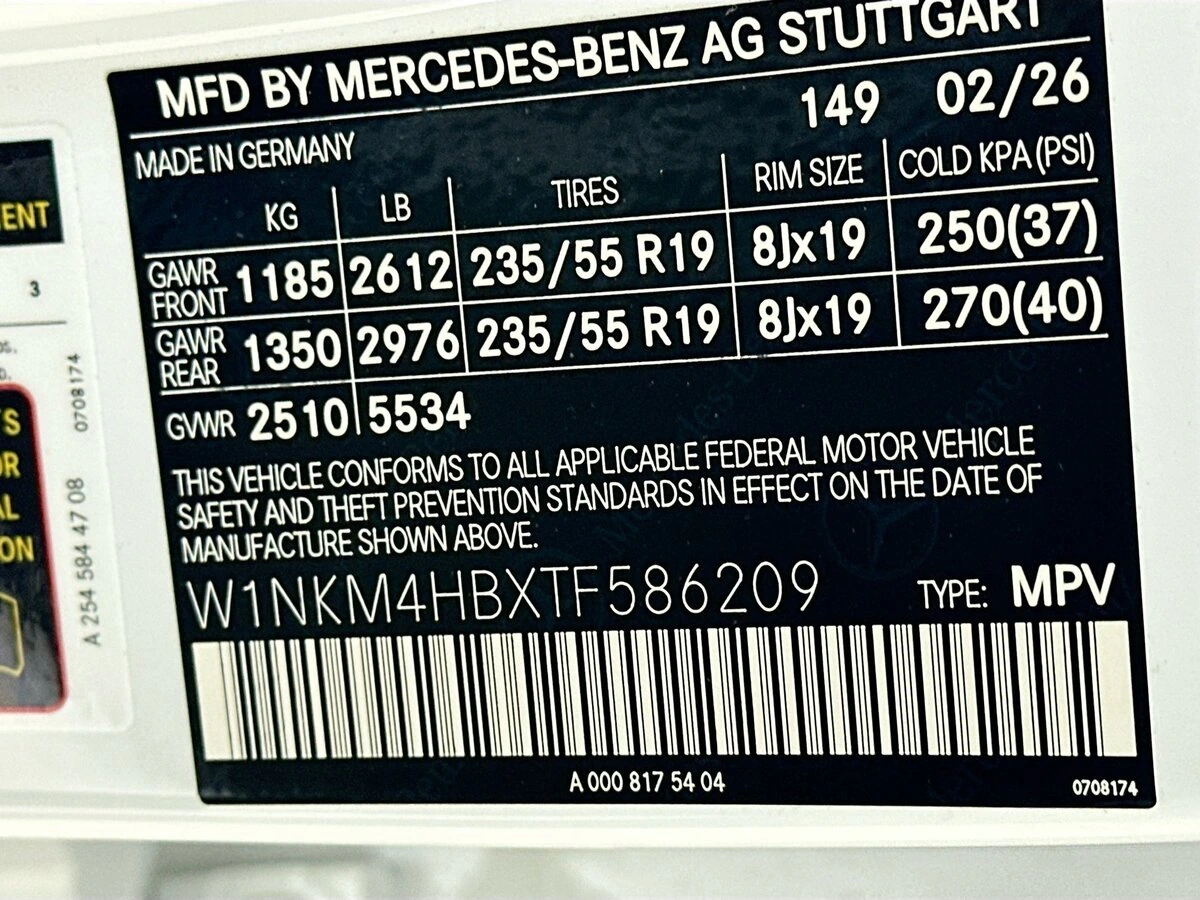 MFD BY MERCEDES-BENZ AG STUTTGART
149 02/26
MADE IN GERMANY
KG LB TIRES RIM SIZE COLD KPA (PSI)
GAWR FRONT 1185 2612 235/55 R19 8Jx19 250(37)
GAWR REAR 1350 2976 235/55 R19 8Jx19 270(40)
GVWR 2510 5534
THIS VEHICLE CONFORMS TO ALL APPLICABLE FEDERAL MOTOR VEHICLE
SAFETY AND THEFT PREVENTION STANDARDS IN EFFECT ON THE DATE OF
MANUFACTURE SHOWN ABOVE.
W1NKM4HBXTF586209 TYPE: MPV
A 000 817 54 04
0708174
3
A 254 584 47 08 0708174